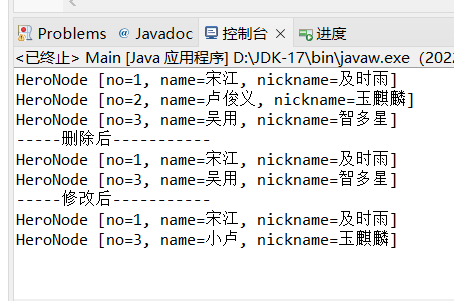 Problems Javadoc 控制台 进度
<已终止> Main [Java 应用程序] D:\JDK-17\bin\javaw.exe (202
HeroNode [no=1, name=宋江, nickname=及时雨]
HeroNode [no=2, name=卢俊义, nickname=玉麒麟]
HeroNode [no=3, name=吴用, nickname=智多星]
-----删除后-----------
HeroNode [no=1, name=宋江, nickname=及时雨]
HeroNode [no=3, name=吴用, nickname=智多星]
-----修改后-----------
HeroNode [no=1, name=宋江, nickname=及时雨]
HeroNode [no=3, name=小卢, nickname=玉麒麟]